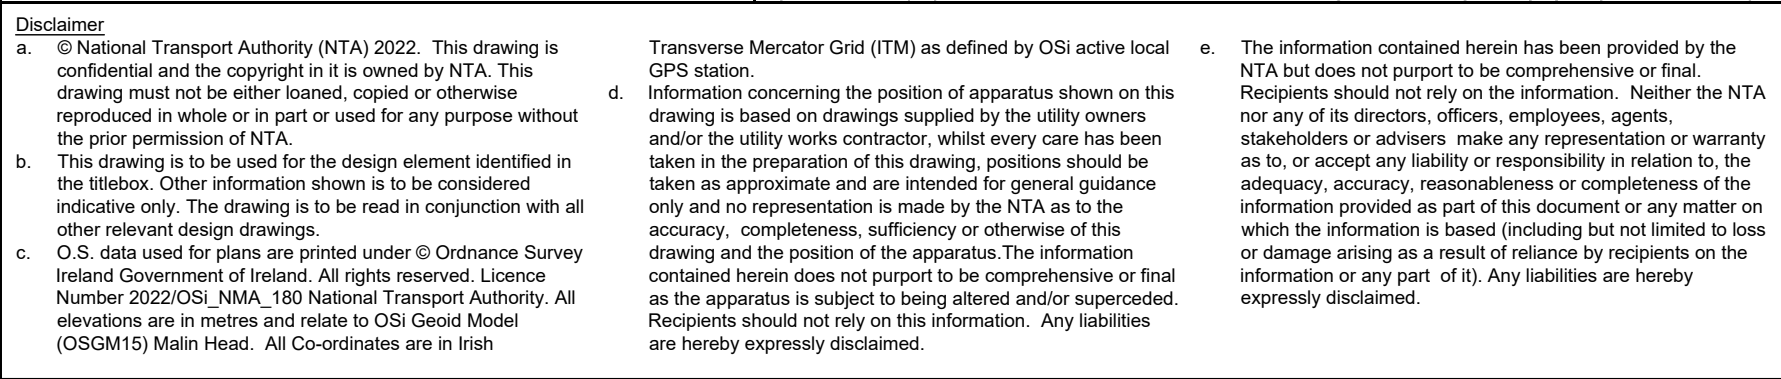 Disclaimer
a. © National Transport Authority (NTA) 2022.  This drawing is
confidential and the copyright in it is owned by NTA. This
drawing must not be either loaned, copied or otherwise
reproduced in whole or in part or used for any purpose without
the prior permission of NTA.
b. This drawing is to be used for the design element identified in
the titlebox. Other information shown is to be considered
indicative only. The drawing is to be read in conjunction with all
other relevant design drawings.
c. O.S. data used for plans are printed under © Ordnance Survey
Ireland Government of Ireland. All rights reserved. Licence
Number 2022/OSi_NMA_180 National Transport Authority. All
elevations are in metres and relate to OSi Geoid Model
(OSGM15) Malin Head.  All Co-ordinates are in Irish
Transverse Mercator Grid (ITM) as defined by OSi active local
GPS station.
d. Information concerning the position of apparatus shown on this
drawing is based on drawings supplied by the utility owners
and/or the utility works contractor, whilst every care has been
taken in the preparation of this drawing, positions should be
taken as approximate and are intended for general guidance
only and no representation is made by the NTA as to the
accuracy,  completeness, sufficiency or otherwise of this
drawing and the position of the apparatus.The information
contained herein does not purport to be comprehensive or final
as the apparatus is subject to being altered and/or superceded.
Recipients should not rely on this information.  Any liabilities
are hereby expressly disclaimed.
e. The information contained herein has been provided by the
NTA but does not purport to be comprehensive or final.
Recipients should not rely on the information.  Neither the NTA
nor any of its directors, officers, employees, agents,
stakeholders or advisers  make any representation or warranty
as to, or accept any liability or responsibility in relation to, the
adequacy, accuracy, reasonableness or completeness of the
information provided as part of this document or any matter on
which the information is based (including but not limited to loss
or damage arising as a result of reliance by recipients on the
information or any part  of it). Any liabilities are hereby
expressly disclaimed.